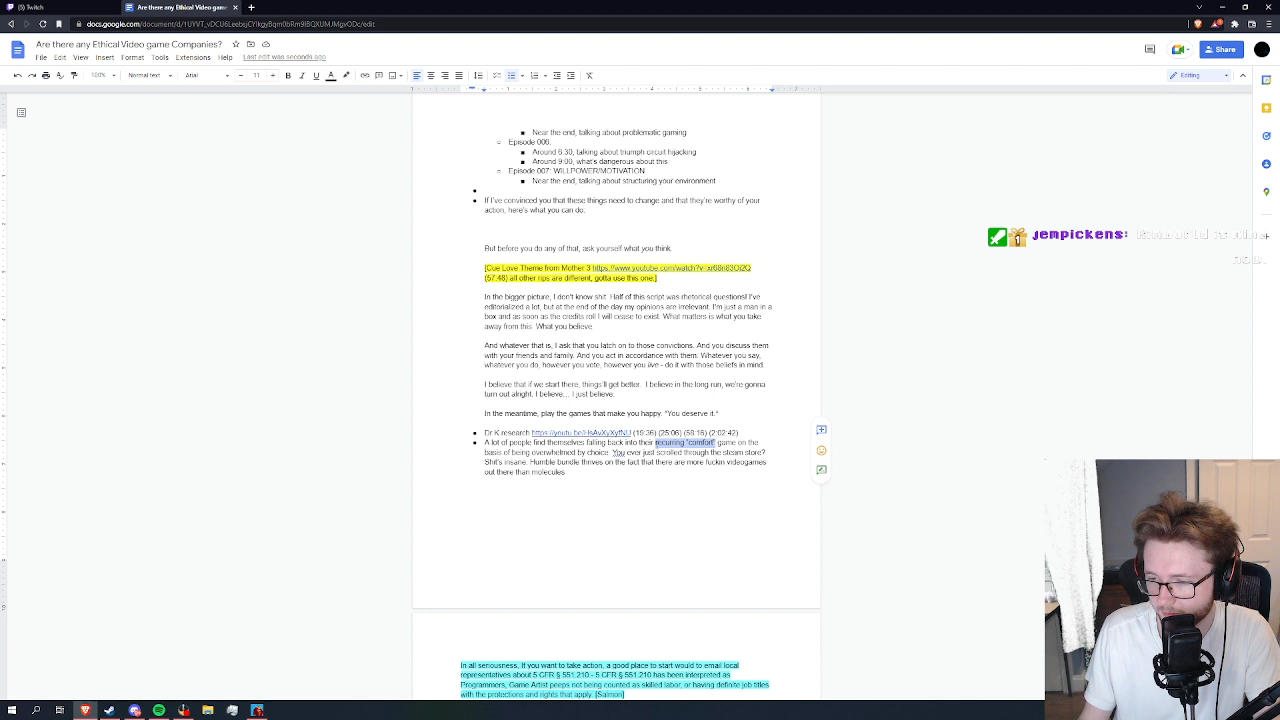 (5) Twitch
Are there any Ethical Video game
docs.google.com
Are there any Ethical Video game Companies?
File Edit View Insert Format Tools Extensions Help Last edit was seconds ago
Share
100% Normal text Arial 11 Editing
Near the end, talking about problematic gaming
Episode 006:
Around 6:30, talking about triumph circuit hijacking
Around 9:00, what's dangerous about this
Episode 007: WILLPOWER/MOTIVATION
Near the end, talking about structuring your environment
If I've convinced you that these things need to change and that they're worthy of your
action, here's what you can do:
But before you do any of that, ask yourself what you think.
[Cue Love Theme from Mother 3
(57:48) all other rips are different, gotta use this one.]
In the bigger picture, I don't know shit. Half of this script was rhetorical questions! I've
editorialized a lot, but at the end of the day my opinions are irrelevant. I'm just a man in a
box and as soon as the credits roll I will cease to exist. What matters is what you take
away from this. What you believe.
And whatever that is, I ask that you latch on to those convictions. And you discuss them
with your friends and family. And you act in accordance with them. Whatever you say,
whatever you do, however you vote, however you live - do it with those beliefs in mind.
I believe that if we start there, things'll get better. I believe in the long run, we're gonna
turn out alright. I believe... I just believe.
In the meantime, play the games that make you happy. "You deserve it."
Dr K research https://youtu.be/HsAvXyXyfNU (19:36) (25:06) (58:16) (2:02:42)
A lot of people find themselves falling back into their recurring "comfort" game on the
basis of being overwhelmed by choice. You ever just scrolled through the steam store?
Shit's insane. Humble bundle thrives on the fact that there are more fuckin videogames
out there than molecules
In all seriousness, If you want to take action, a good place to start would to email local
representatives about 5 CFR § 551.210 - 5 CFR § 551.210 has been interpreted as
Programmers, Game Artist peeps not being counted as skilled labor, or having definite job titles
with the protections and rights that apply. [Salmon]
jempickens: